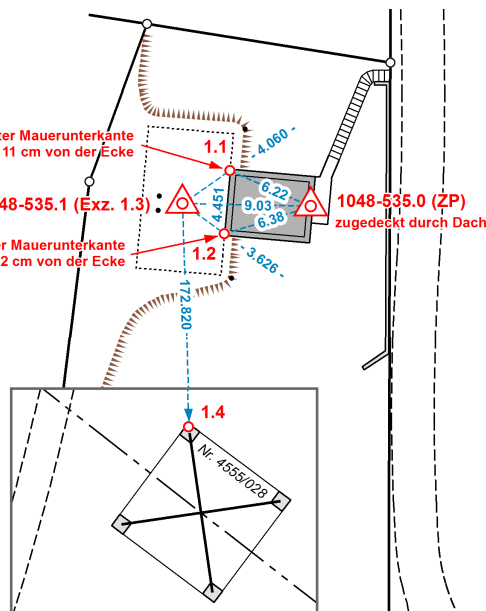 ter Mauerunterkante
11 cm von der Ecke
1.1
4.060
6.22
48-535.1 (Exz. 1.3)
4.451
9.03
1048-535.0 (ZP)
zugedeckt durch Dach
6.38
er Mauerunterkante
2 cm von der Ecke
1.2
3.626
172.820
1.4
Nr. 4555/028